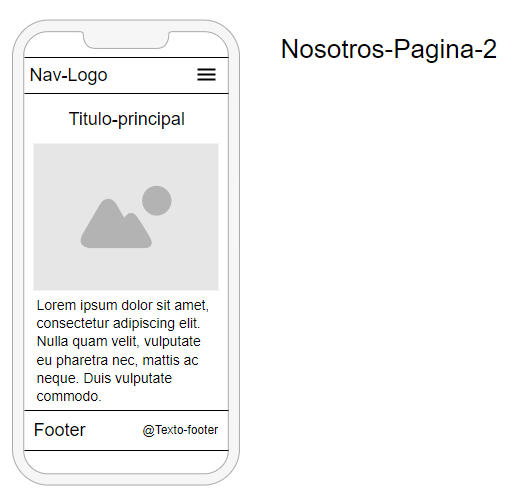 Nosotros-Pagina-2
Nav-Logo
Titulo-principal
Lorem ipsum dolor sit amet,
consectetur adipiscing elit.
Nulla quam velit, vulputate
eu pharetra nec, mattis ac
neque. Duis vulputate
commodo.
Footer
@Texto-footer